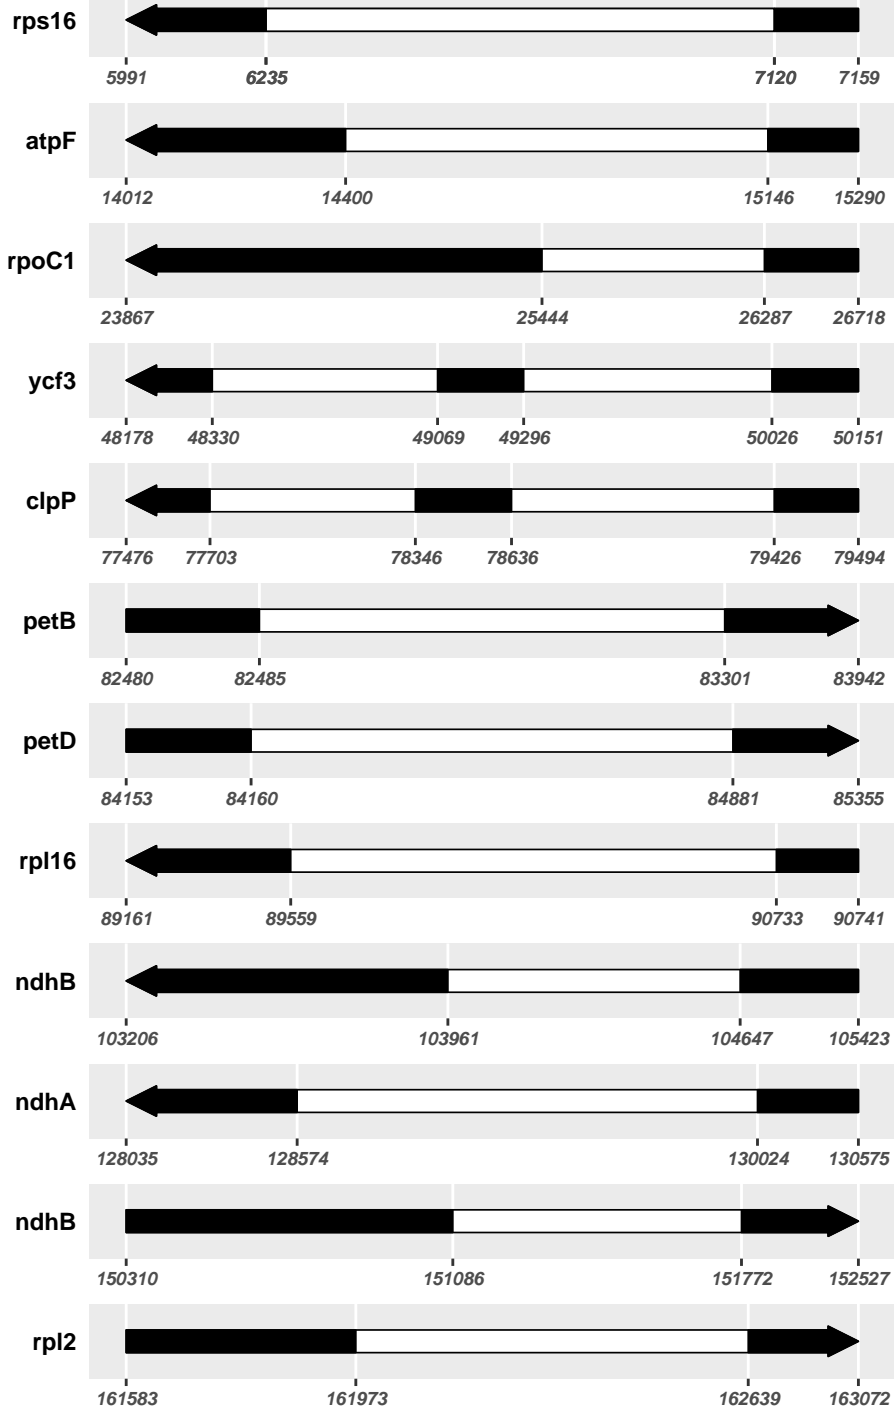 rps16
5991 6235 7120 7159
atpF
14012 14400 15146 15290
rpoC1
23867 25444 26287 26718
ycf3
48178 48330 49069 49296 50026 50151
clpP
77476 77703 78346 78636 79426 79494
petB
82480 82485 83301 83942
petD
84153 84160 84881 85355
rpl16
89161 89559 90733 90741
ndhB
103206 103961 104647 105423
ndhA
128035 128574 130024 130575
ndhB
150310 151086 151772 152527
rpl2
161583 161973 162639 163072